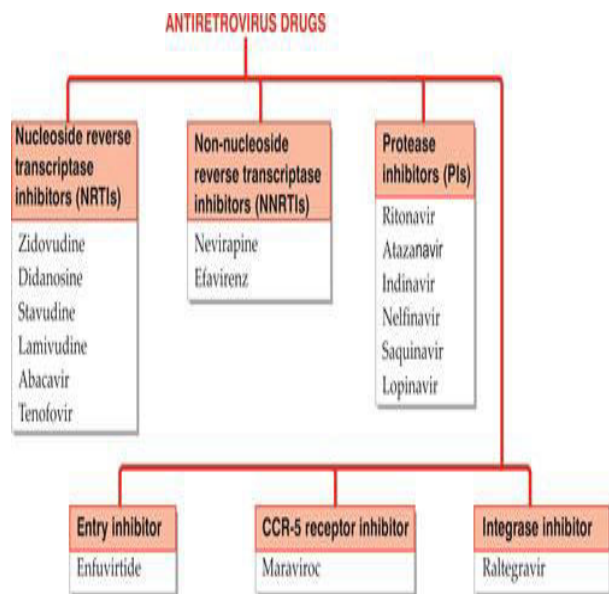 ANTIRETROVIRUS DRUGS
Nucleoside reverse
transcriptase
inhibitors (NRTIs)
Zidovudine
Didanosine
Stavudine
Lamivudine
Abacavir
Tenofovir
Non-nucleoside
reverse transcriptase
inhibitors (NNRTIs)
Nevirapine
Efavirenz
Protease
inhibitors (PIs)
Ritonavir
Atazanavir
Indinavir
Nelfinavir
Saquinavir
Lopinavir
Entry inhibitor
Enfuvirtide
CCR-5 receptor inhibitor
Maraviroc
Integrase inhibitor
Raltegravir